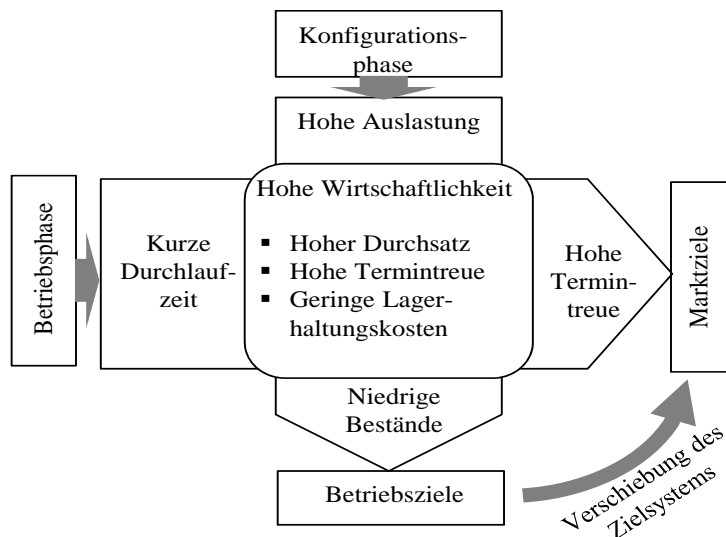 Konfigurations-
phase
Hohe Auslastung
Hohe Wirtschaftlichkeit
▪ Hoher Durchsatz
▪ Hohe Termintreue
▪ Geringe Lager-
haltungskosten
Betriebsphase
Kurze
Durchlauf-
zeit
Hohe
Termin-
treue
Marktziele
Niedrige
Bestände
Betriebsziele
Verschiebung des
Zielsystems